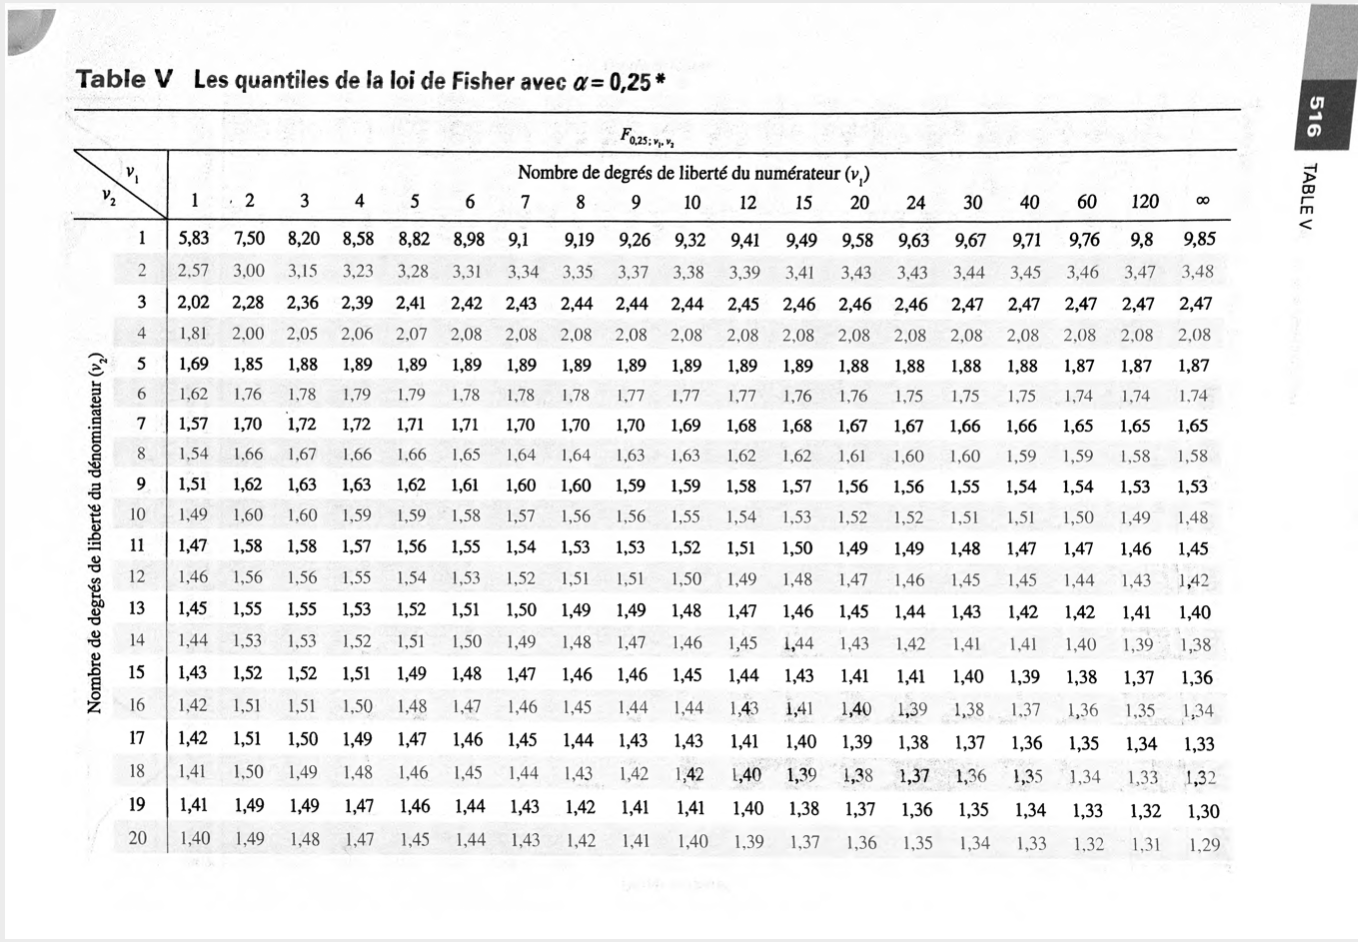 Table V Les quantiles de la loi de Fisher avec α = 0,25*
F0,25; ν1, ν2
ν1 Nombre de degrés de liberté du numérateur (ν1)
ν2 1 2 3 4 5 6 7 8 9 10 12 15 20 24 30 40 60 120 ∞
1 5,83 7,50 8,20 8,58 8,82 8,98 9,1 9,19 9,26 9,32 9,41 9,49 9,58 9,63 9,67 9,71 9,76 9,8 9,85
2 2,57 3,00 3,15 3,23 3,28 3,31 3,34 3,35 3,37 3,38 3,39 3,41 3,43 3,43 3,44 3,45 3,46 3,47 3,48
3 2,02 2,28 2,36 2,39 2,41 2,42 2,43 2,44 2,44 2,44 2,45 2,46 2,46 2,46 2,47 2,47 2,47 2,47 2,47
4 1,81 2,00 2,05 2,06 2,07 2,08 2,08 2,08 2,08 2,08 2,08 2,08 2,08 2,08 2,08 2,08 2,08 2,08 2,08
5 1,69 1,85 1,88 1,89 1,89 1,89 1,89 1,89 1,89 1,89 1,89 1,89 1,88 1,88 1,88 1,88 1,87 1,87 1,87
6 1,62 1,76 1,78 1,79 1,79 1,78 1,78 1,78 1,77 1,77 1,77 1,76 1,76 1,75 1,75 1,75 1,74 1,74 1,74
7 1,57 1,70 1,72 1,72 1,71 1,71 1,70 1,70 1,70 1,69 1,68 1,68 1,67 1,67 1,66 1,66 1,65 1,65 1,65
8 1,54 1,66 1,67 1,66 1,66 1,65 1,64 1,64 1,63 1,63 1,62 1,62 1,61 1,60 1,60 1,59 1,59 1,58 1,58
9 1,51 1,62 1,63 1,63 1,62 1,61 1,60 1,60 1,59 1,59 1,58 1,57 1,56 1,56 1,55 1,54 1,54 1,53 1,53
10 1,49 1,60 1,60 1,59 1,59 1,58 1,57 1,56 1,56 1,55 1,54 1,53 1,52 1,52 1,51 1,51 1,50 1,49 1,48
11 1,47 1,58 1,58 1,57 1,56 1,55 1,54 1,53 1,53 1,52 1,51 1,50 1,49 1,49 1,48 1,47 1,47 1,46 1,45
12 1,46 1,56 1,56 1,55 1,54 1,53 1,52 1,51 1,51 1,50 1,49 1,48 1,47 1,46 1,45 1,45 1,44 1,43 1,42
13 1,45 1,55 1,55 1,53 1,52 1,51 1,50 1,49 1,49 1,48 1,47 1,46 1,45 1,44 1,43 1,42 1,42 1,41 1,40
14 1,44 1,53 1,53 1,52 1,51 1,50 1,49 1,48 1,47 1,46 1,45 1,44 1,43 1,42 1,41 1,41 1,40 1,39 1,38
15 1,43 1,52 1,52 1,51 1,49 1,48 1,47 1,46 1,46 1,45 1,44 1,43 1,41 1,41 1,40 1,39 1,38 1,37 1,36
16 1,42 1,51 1,51 1,50 1,48 1,47 1,46 1,45 1,44 1,44 1,43 1,41 1,40 1,39 1,38 1,37 1,36 1,35 1,34
17 1,42 1,51 1,50 1,49 1,47 1,46 1,45 1,44 1,43 1,43 1,41 1,40 1,39 1,38 1,37 1,36 1,35 1,34 1,33
18 1,41 1,50 1,49 1,48 1,46 1,45 1,44 1,43 1,42 1,42 1,40 1,39 1,38 1,37 1,36 1,35 1,34 1,33 1,32
19 1,41 1,49 1,49 1,47 1,46 1,44 1,43 1,42 1,41 1,41 1,40 1,38 1,37 1,36 1,35 1,34 1,33 1,32 1,30
20 1,40 1,49 1,48 1,47 1,45 1,44 1,43 1,42 1,41 1,40 1,39 1,37 1,36 1,35 1,34 1,33 1,32 1,31 1,29
Nombre de degrés de liberté du dénominateur (ν2)
516 TABLE V